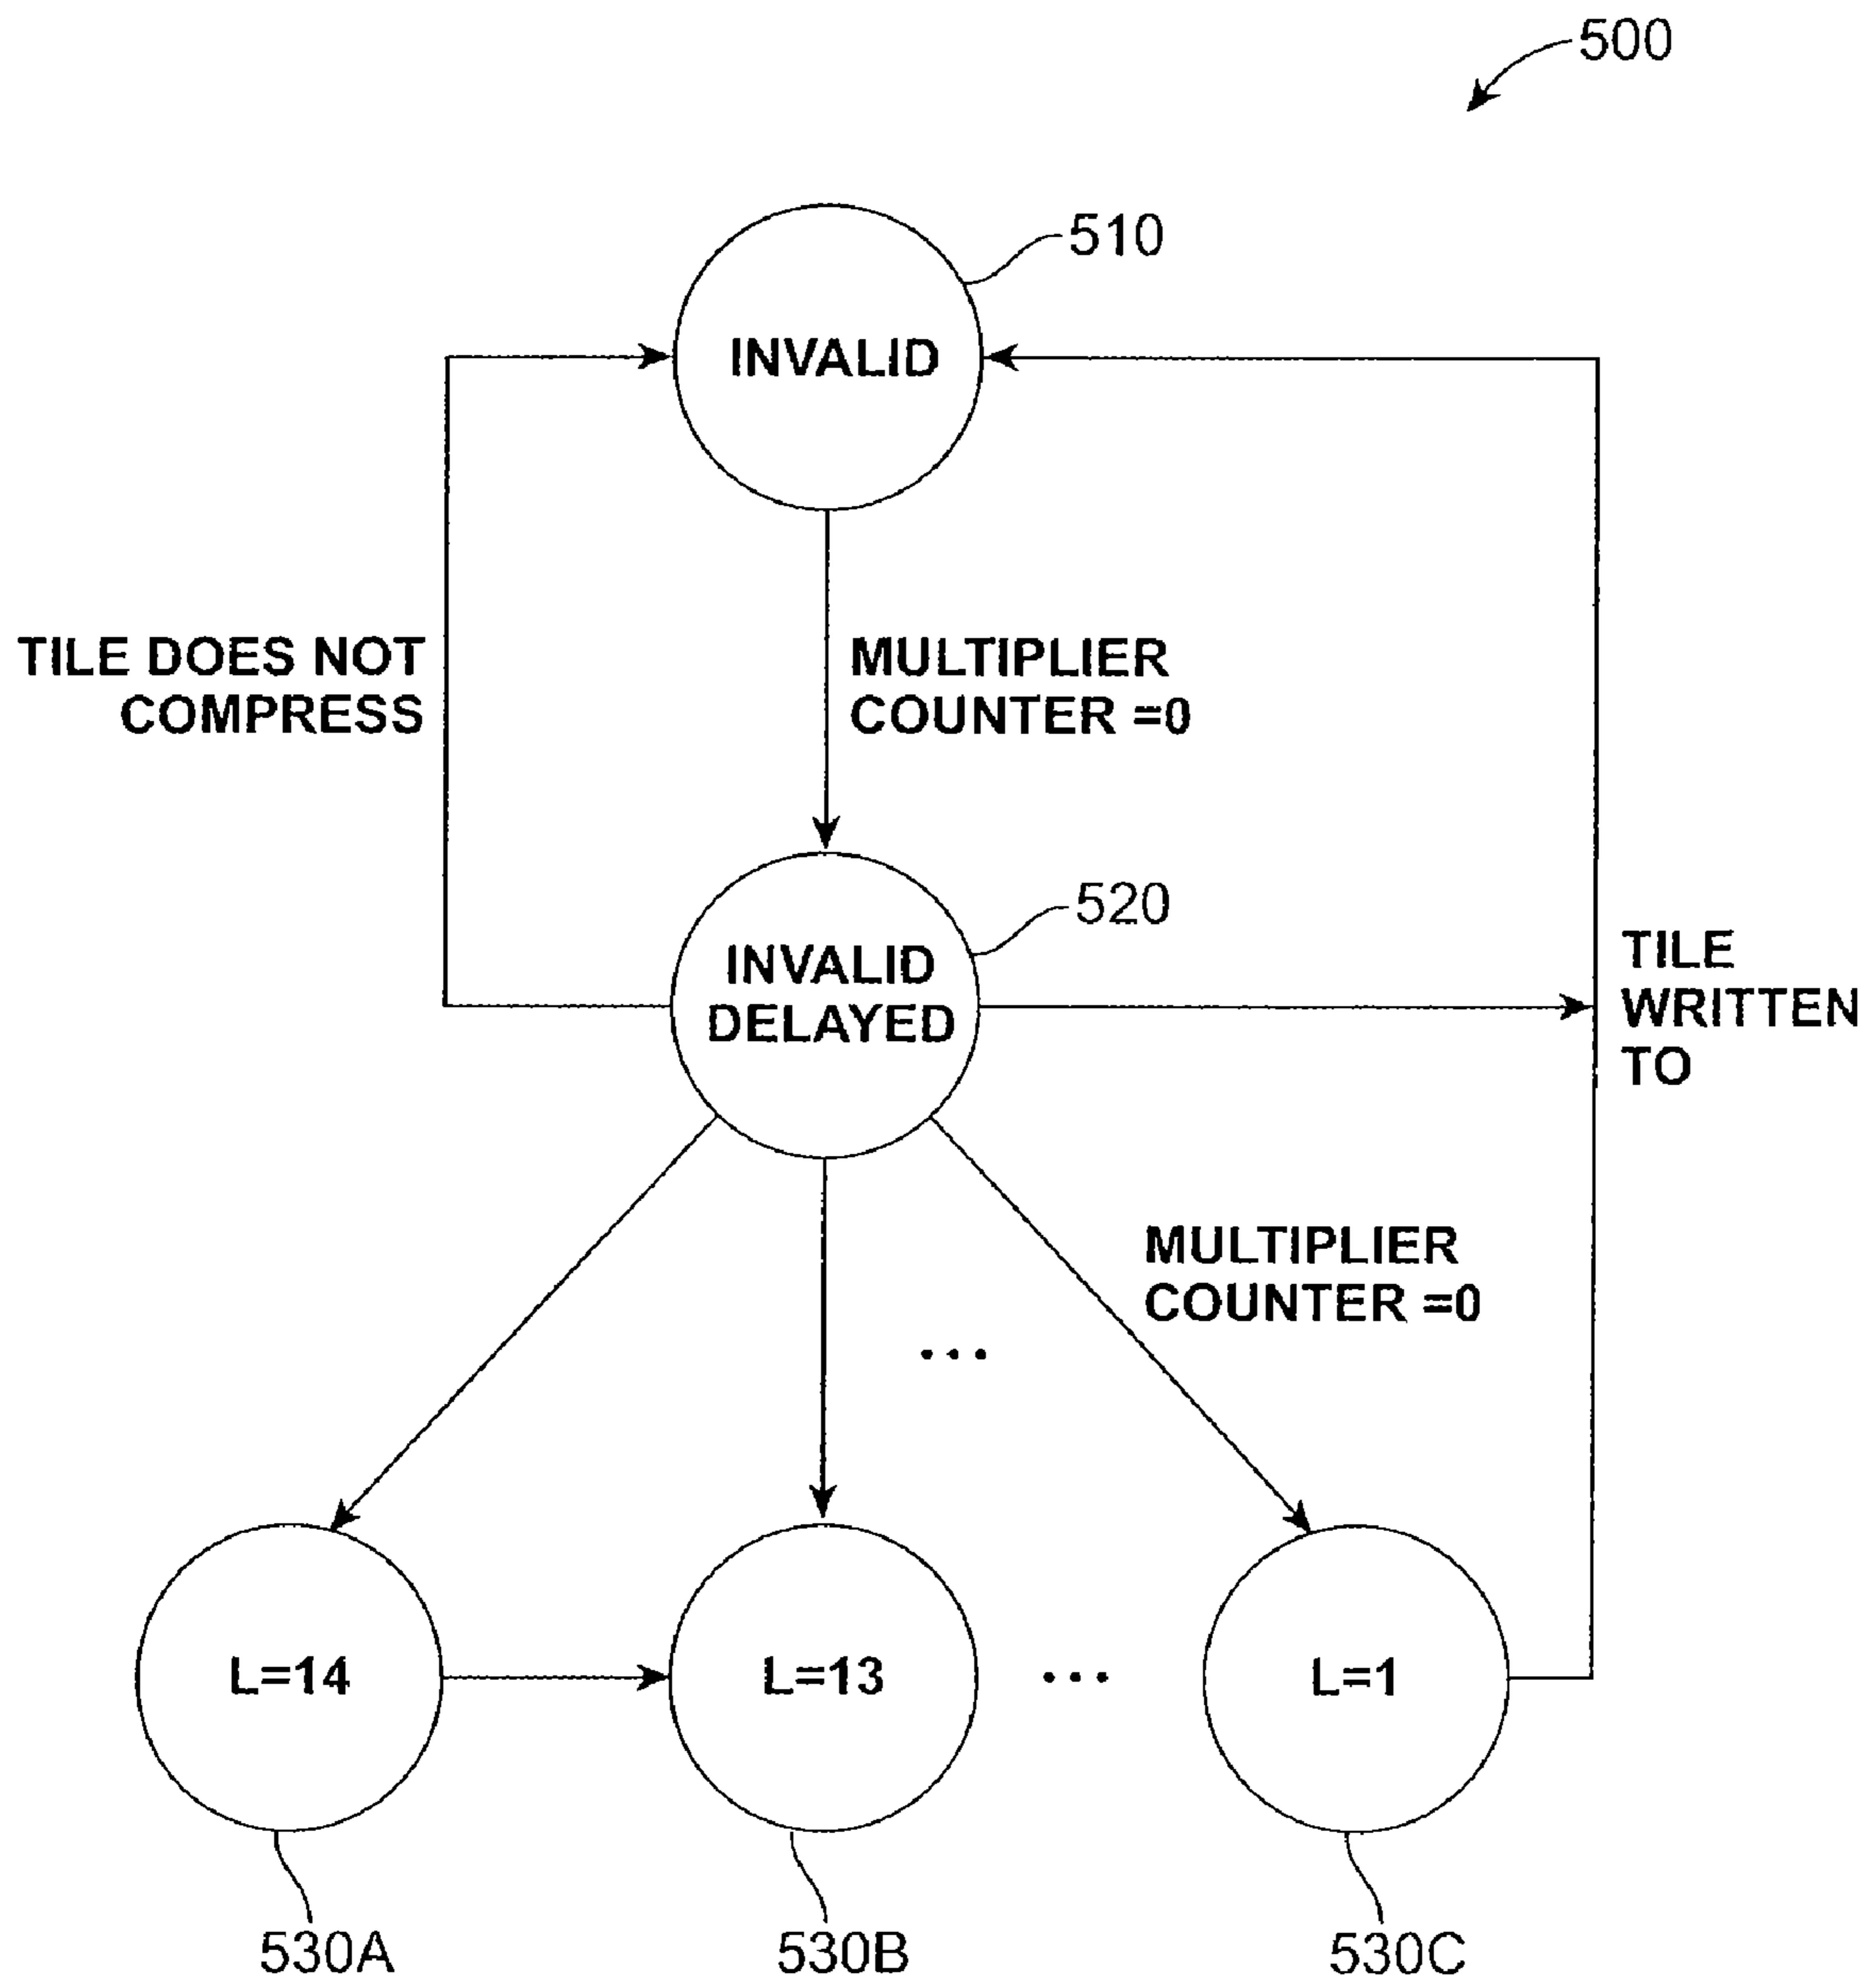 500
510
INVALID
TILE DOES NOT
COMPRESS
MULTIPLIER
COUNTER =0
520
INVALID
DELAYED
TILE
WRITTEN
TO
MULTIPLIER
COUNTER =0
...
L=14
L=13
...
L=1
530A
530B
530C